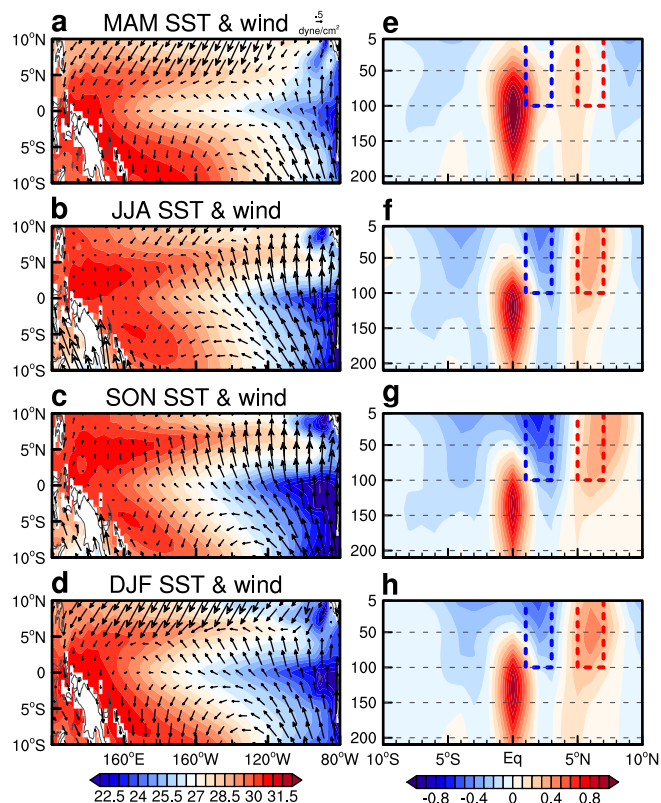 a MAM SST & wind .5 dyne/cm²
10°N
5°N
0
5°S
10°S
e
5
50
100
150
200
b JJA SST & wind
10°N
5°N
0
5°S
10°S
f
5
50
100
150
200
c SON SST & wind
10°N
5°N
0
5°S
10°S
g
5
50
100
150
200
d DJF SST & wind
10°N
5°N
0
5°S
10°S
160°E 160°W 120°W 80°W
22.5 24 25.5 27 28.5 30 31.5
h
5
50
100
150
200
10°S 5°S Eq 5°N 10°N
-0.8 -0.4 0 0.4 0.8